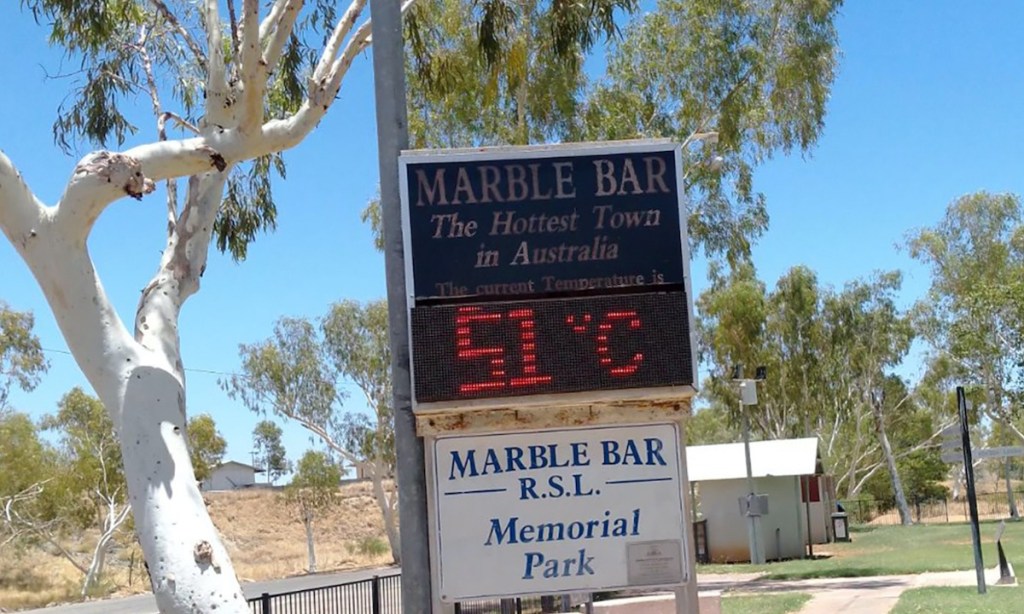 MARBLE BAR
The Hottest Town
in Australia
The current Temperature is
51 °C
MARBLE BAR
R.S.L.
Memorial
Park